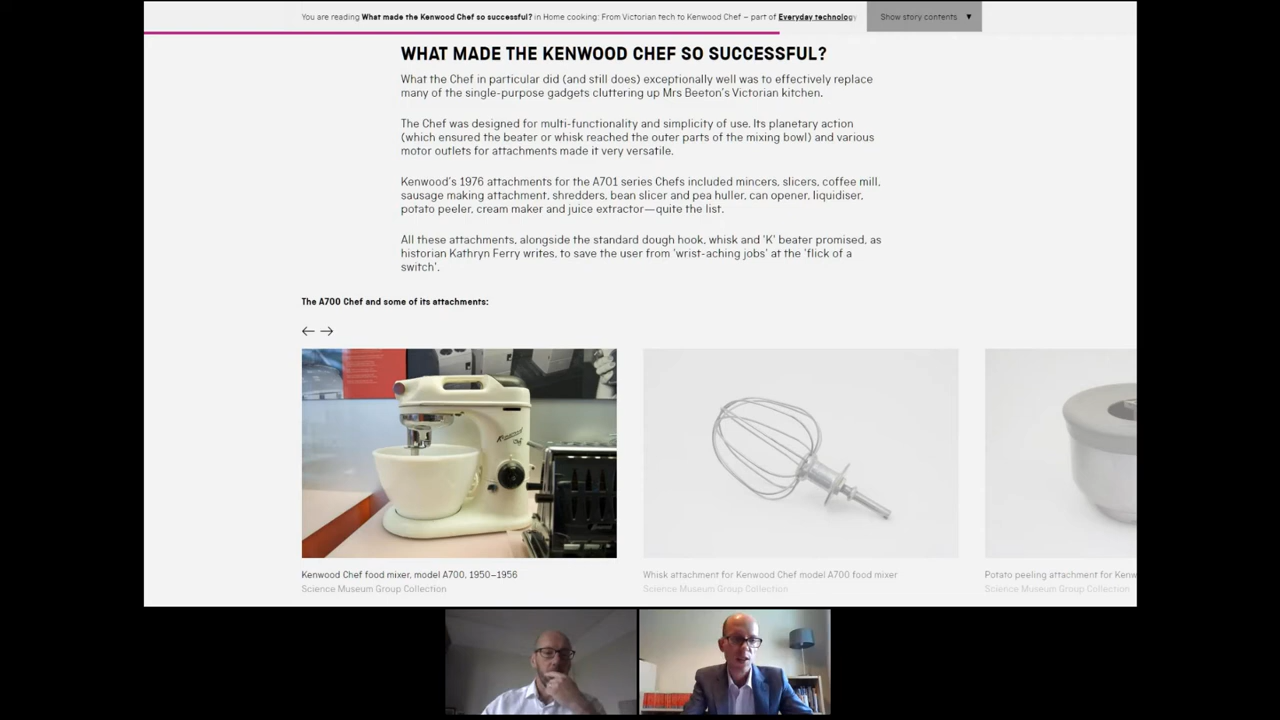 You are reading What made the Kenwood Chef so successful? in Home cooking: From Victorian tech to Kenwood Chef – part of Everyday technology
Show story contents ▼
WHAT MADE THE KENWOOD CHEF SO SUCCESSFUL?
What the Chef in particular did (and still does) exceptionally well was to effectively replace
many of the single-purpose gadgets cluttering up Mrs Beeton's Victorian kitchen.
The Chef was designed for multi-functionality and simplicity of use. Its planetary action
(which ensured the beater or whisk reached the outer parts of the mixing bowl) and various
motor outlets for attachments made it very versatile.
Kenwood's 1976 attachments for the A701 series Chefs included mincers, slicers, coffee mill,
sausage making attachment, shredders, bean slicer and pea huller, can opener, liquidiser,
potato peeler, cream maker and juice extractor—quite the list.
All these attachments, alongside the standard dough hook, whisk and 'K' beater promised, as
historian Kathryn Ferry writes, to save the user from 'wrist-aching jobs' at the 'flick of a
switch'.
The A700 Chef and some of its attachments:
← →
Kenwood Chef
Kenwood Chef food mixer, model A700, 1950–1956
Science Museum Group Collection
Whisk attachment for Kenwood Chef model A700 food mixer
Science Museum Group Collection
Potato peeling attachment for Kenw
Science Museum Group Collection